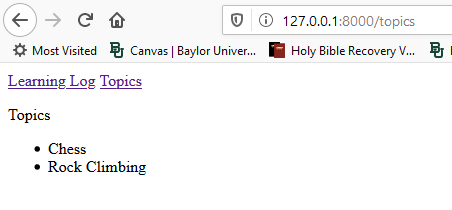 127.0.0.1:8000/topics
Most Visited Canvas | Baylor Univer... Holy Bible Recovery V...
Learning Log Topics
Topics
• Chess
• Rock Climbing